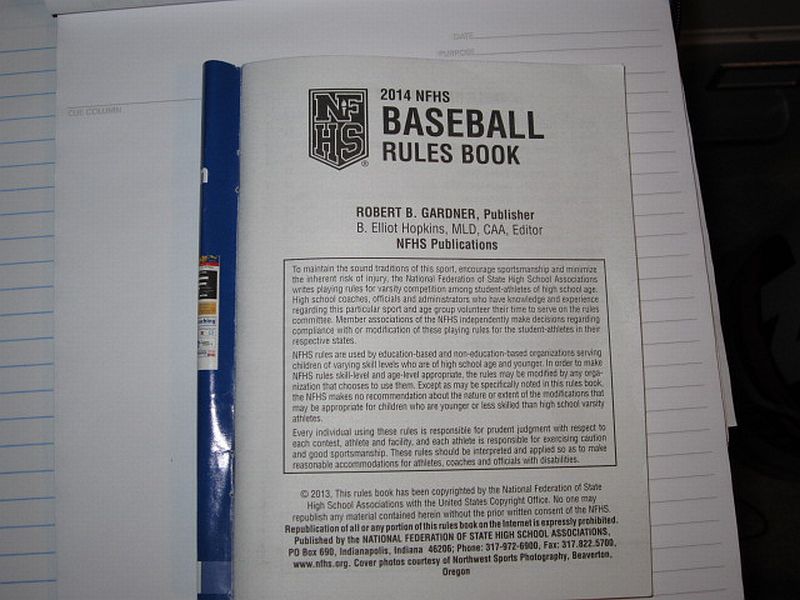 DATE
PURPOSE
CUE COLUMN
NF
HS
®
2014 NFHS
BASEBALL
RULES BOOK
ROBERT B. GARDNER, Publisher
B. Elliot Hopkins, MLD, CAA, Editor
NFHS Publications
To maintain the sound traditions of this sport, encourage sportsmanship and minimize
the inherent risk of injury, the National Federation of State High School Associations
writes playing rules for varsity competition among student-athletes of high school age.
High school coaches, officials and administrators who have knowledge and experience
regarding this particular sport and age group volunteer their time to serve on the rules
committee. Member associations of the NFHS independently make decisions regarding
compliance with or modification of these playing rules for the student-athletes in their
respective states.
NFHS rules are used by education-based and non-education-based organizations serving
children of varying skill levels who are of high school age and younger. In order to make
NFHS rules skill-level and age-level appropriate, the rules may be modified by any orga-
nization that chooses to use them. Except as may be specifically noted in this rules book,
the NFHS makes no recommendation about the nature or extent of the modifications that
may be appropriate for children who are younger or less skilled than high school varsity
athletes.
Every individual using these rules is responsible for prudent judgment with respect to
each contest, athlete and facility, and each athlete is responsible for exercising caution
and good sportsmanship. These rules should be interpreted and applied so as to make
reasonable accommodations for athletes, coaches and officials with disabilities.
© 2013, This rules book has been copyrighted by the National Federation of State
High School Associations with the United States Copyright Office. No one may
republish any material contained herein without the prior written consent of the NFHS.
Republication of all or any portion of this rules book on the Internet is expressly prohibited.
Published by the NATIONAL FEDERATION OF STATE HIGH SCHOOL ASSOCIATIONS,
PO Box 690, Indianapolis, Indiana 46206; Phone: 317-972-6900, Fax: 317.822.5700,
www.nfhs.org. Cover photos courtesy of Northwest Sports Photography, Beaverton,
Oregon